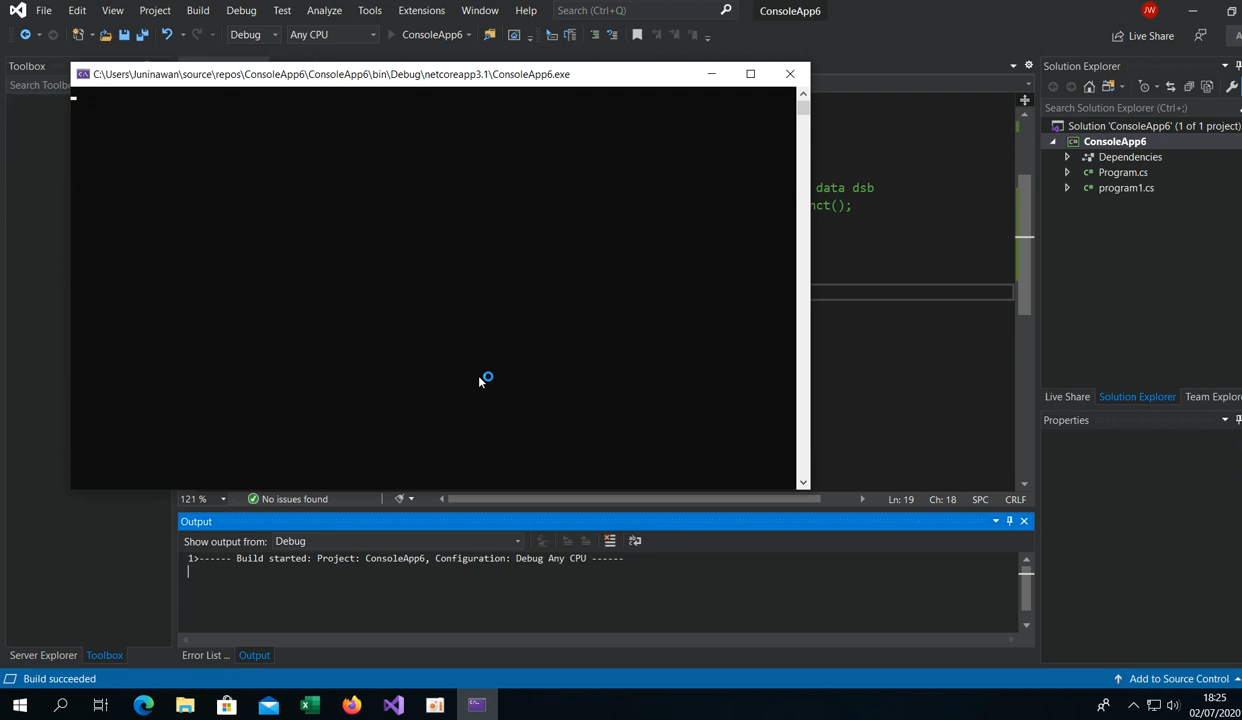 File Edit View Project Build Debug Test Analyze Tools Extensions Window Help Search (Ctrl+Q) ConsoleApp6 JW
Debug Any CPU ConsoleApp6 Live Share
Toolbox
Search Toolbo
C:\Users\Juninawan\source\repos\ConsoleApp6\ConsoleApp6\bin\Debug\netcoreapp3.1\ConsoleApp6.exe
data dsb
nct();
Solution Explorer
Search Solution Explorer (Ctrl+;)
Solution 'ConsoleApp6' (1 of 1 project)
ConsoleApp6
Dependencies
C# Program.cs
C# program1.cs
Live Share Solution Explorer Team Explor
Properties
121 % No issues found Ln: 19 Ch: 18 SPC CRLF
Output
Show output from: Debug
1>------ Build started: Project: ConsoleApp6, Configuration: Debug Any CPU ------
Server Explorer Toolbox Error List ... Output
Build succeeded Add to Source Control
18:25
02/07/2020